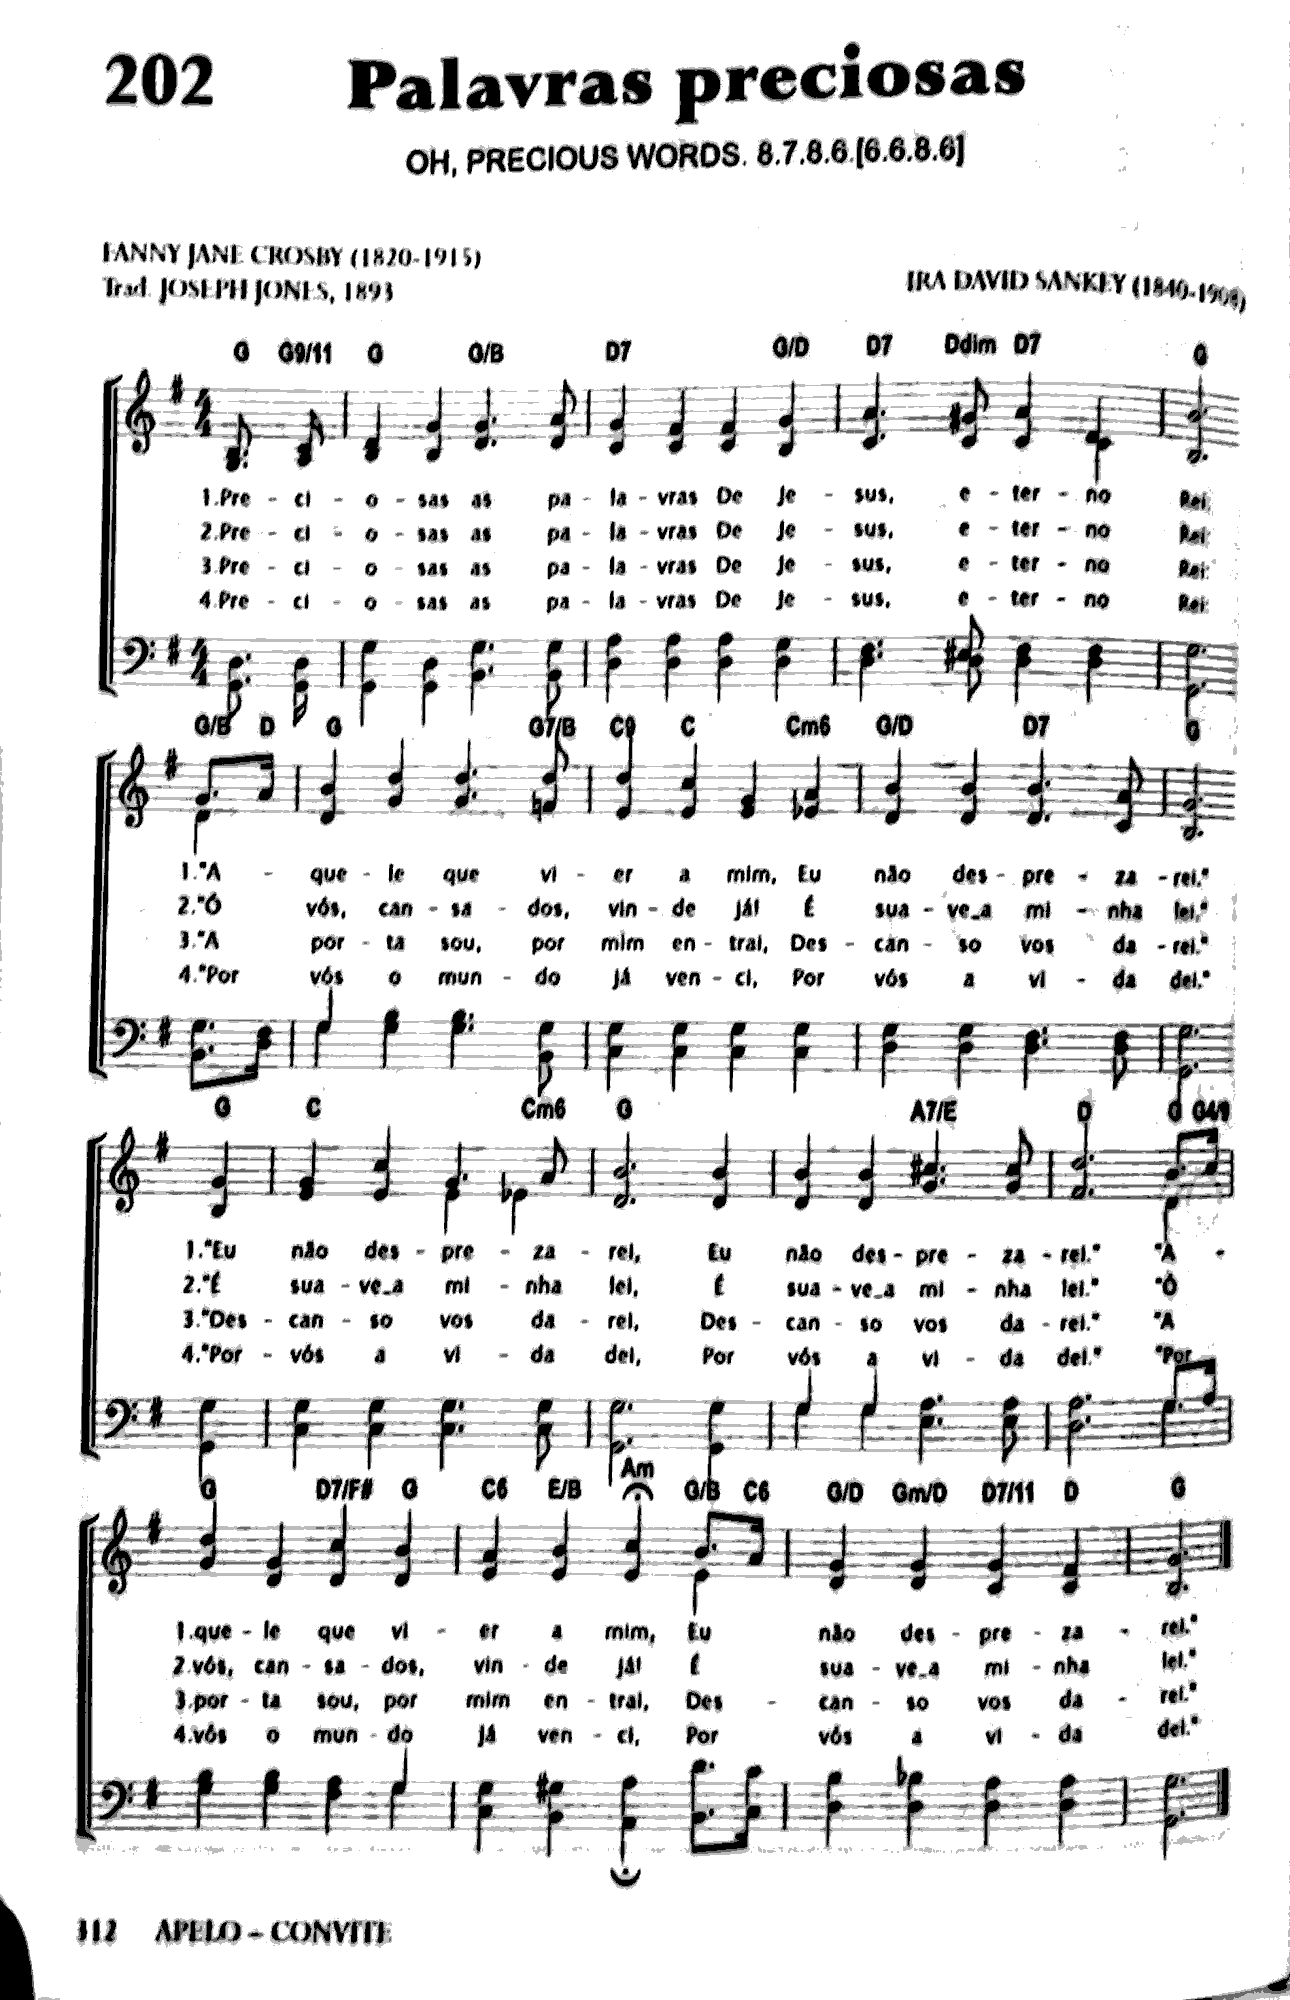 202 Palavras preciosas
OH, PRECIOUS WORDS. 8.7.8.6.[6.6.8.6]
FANNY JANE CROSBY (1820-1915)
Trad. JOSEPH JONES, 1893
IRA DAVID SANKEY (1840-1908)
G G9/11 G G/B D7 G/D D7 Ddim D7 G
1.Pre - ci - o - sas as pa - la - vras De Je - sus, e - ter - no Rei:
2.Pre - ci - o - sas as pa - la - vras De Je - sus, e - ter - no Rei:
3.Pre - ci - o - sas as pa - la - vras De Je - sus, e - ter - no Rei:
4.Pre - ci - o - sas as pa - la - vras De Je - sus, e - ter - no Rei:
G/B D G G7/B C9 C Cm6 G/D D7 G
1."A - que - le que vi - er a mim, Eu não des - pre - za - rei."
2."Ó vós, can - sa - dos, vin - de já! É sua - ve_a mi - nha lei."
3."A por - ta sou, por mim en - trai, Des - can - so vos da - rei."
4."Por vós o mun - do já ven - ci, Por vós a vi - da dei."
G C Cm6 G A7/E D G G4/9
1."Eu não des - pre - za - rei, Eu não des - pre - za - rei." "A -
2."É sua - ve_a mi - nha lei, É sua - ve_a mi - nha lei." "Ó
3."Des - can - so vos da - rei, Des - can - so vos da - rei." "A
4."Por - vós a vi - da dei, Por vós a vi - da dei." "Por
G D7/F# G C6 E/B Am G/B C6 G/D Gm/D D7/11 D G
1.que - le que vi - er a mim, Eu não des - pre - za - rei."
2.vós, can - sa - dos, vin - de já! É sua - ve_a mi - nha lei."
3.por - ta sou, por mim en - trai, Des - can - so vos da - rei."
4.vós o mun - do já ven - ci, Por vós a vi - da dei."
312 APELO – CONVITE